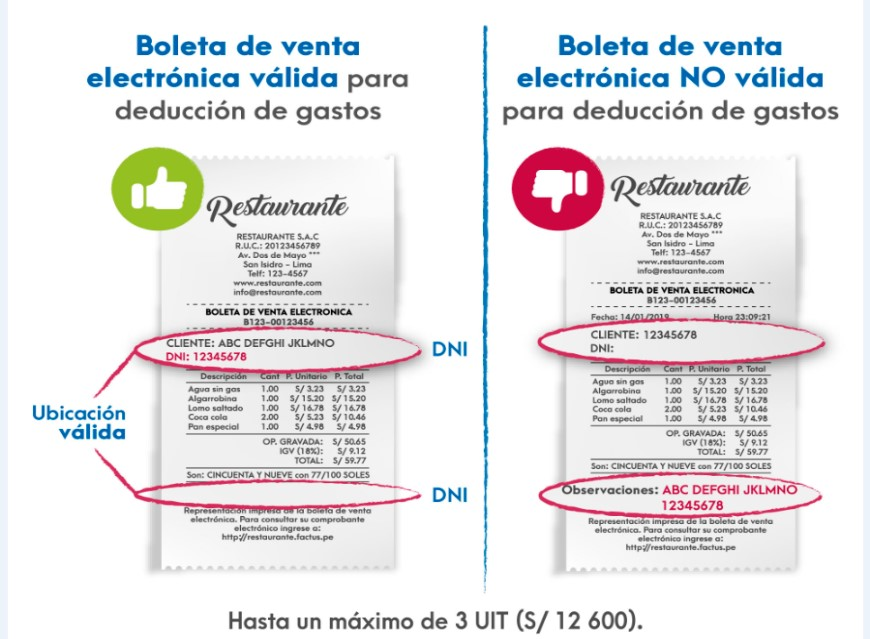 Boleta de venta
electrónica válida para
deducción de gastos
Restaurante
RESTAURANTE S.A.C
R.U.C.: 20123456789
Av. Dos de Mayo ***
San Isidro - Lima
Telf: 123-4567
www.restaurante.com
info@restaurante.com
BOLETA DE VENTA ELECTRONICA
B123-00123456
CLIENTE: ABC DEFGHI JKLMNO
DNI: 12345678
DNI
Descripción Cant P. Unitario P. Total
Agua sin gas 1.00 S/ 3.23 S/ 3.23
Algarrobina 1.00 S/ 15.20 S/ 15.20
Lomo saltado 1.00 S/ 16.78 S/ 16.78
Coca cola 2.00 S/ 5.23 S/ 10.46
Pan especial 1.00 S/ 4.98 S/ 4.98
Ubicación
válida
OP. GRAVADA: S/ 50.65
IGV (18%): S/ 9.12
TOTAL: S/ 59.77
Son: CINCUENTA Y NUEVE con 77/100 SOLES
DNI
Representación impresa de la boleta de venta
electrónica. Para consultar su comprobante
electrónico ingrese a:
http://restaurante.factus.pe
Boleta de venta
electrónica NO válida
para deducción de gastos
Restaurante
RESTAURANTE S.A.C
R.U.C.: 20123456789
Av. Dos de Mayo ***
San Isidro - Lima
Telf: 123-4567
www.restaurante.com
info@restaurante.com
BOLETA DE VENTA ELECTRONICA
B123-00123456
Fecha: 14/01/2019 Hora 23:09:21
CLIENTE: 12345678
DNI:
Descripción Cant P. Unitario P. Total
Agua sin gas 1.00 S/ 3.23 S/ 3.23
Algarrobina 1.00 S/ 15.20 S/ 15.20
Lomo saltado 1.00 S/ 16.78 S/ 16.78
Coca cola 2.00 S/ 5.23 S/ 10.46
Pan especial 1.00 S/ 4.98 S/ 4.98
OP. GRAVADA: S/ 50.65
IGV (18%): S/ 9.12
TOTAL: S/ 59.77
Son: CINCUENTA Y NUEVE con 77/100 SOLES
Observaciones: ABC DEFGHI JKLMNO
12345678
Representación impresa de la boleta de venta
electrónica. Para consultar su comprobante
electrónico ingrese a:
http://restaurante.factus.pe
Hasta un máximo de 3 UIT (S/ 12 600).